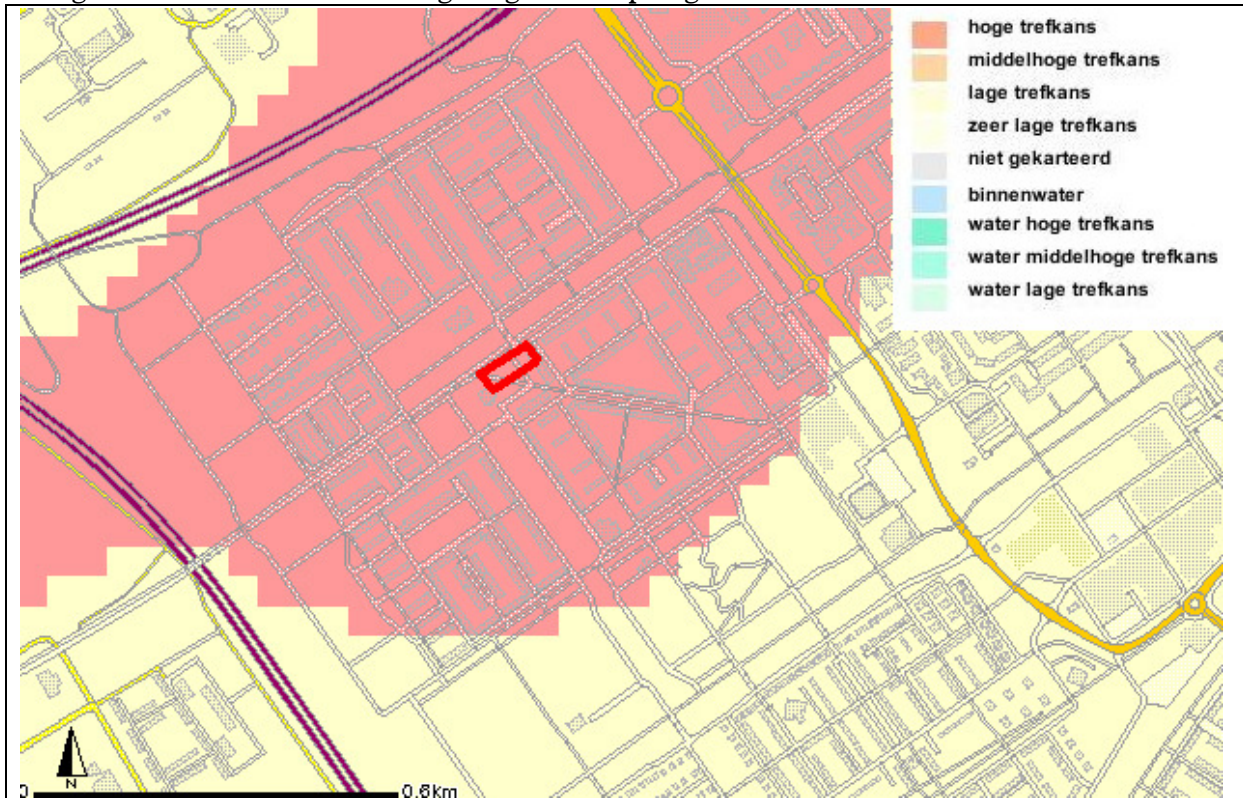 hoge trefkans
middelhoge trefkans
lage trefkans
zeer lage trefkans
niet gekarteerd
binnenwater
water hoge trefkans
water middelhoge trefkans
water lage trefkans
N
0 0.6km